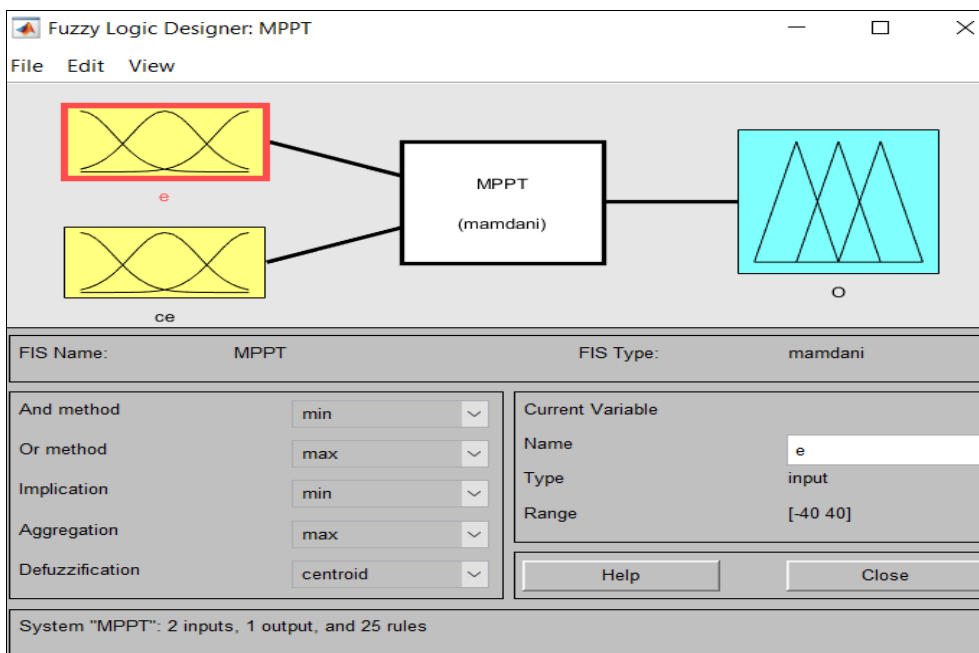 Fuzzy Logic Designer: MPPT
File Edit View
e
ce
MPPT
(mamdani)
O
FIS Name: MPPT FIS Type: mamdani
And method min
Or method max
Implication min
Aggregation max
Defuzzification centroid
Current Variable
Name e
Type input
Range [-40 40]
Help Close
System "MPPT": 2 inputs, 1 output, and 25 rules